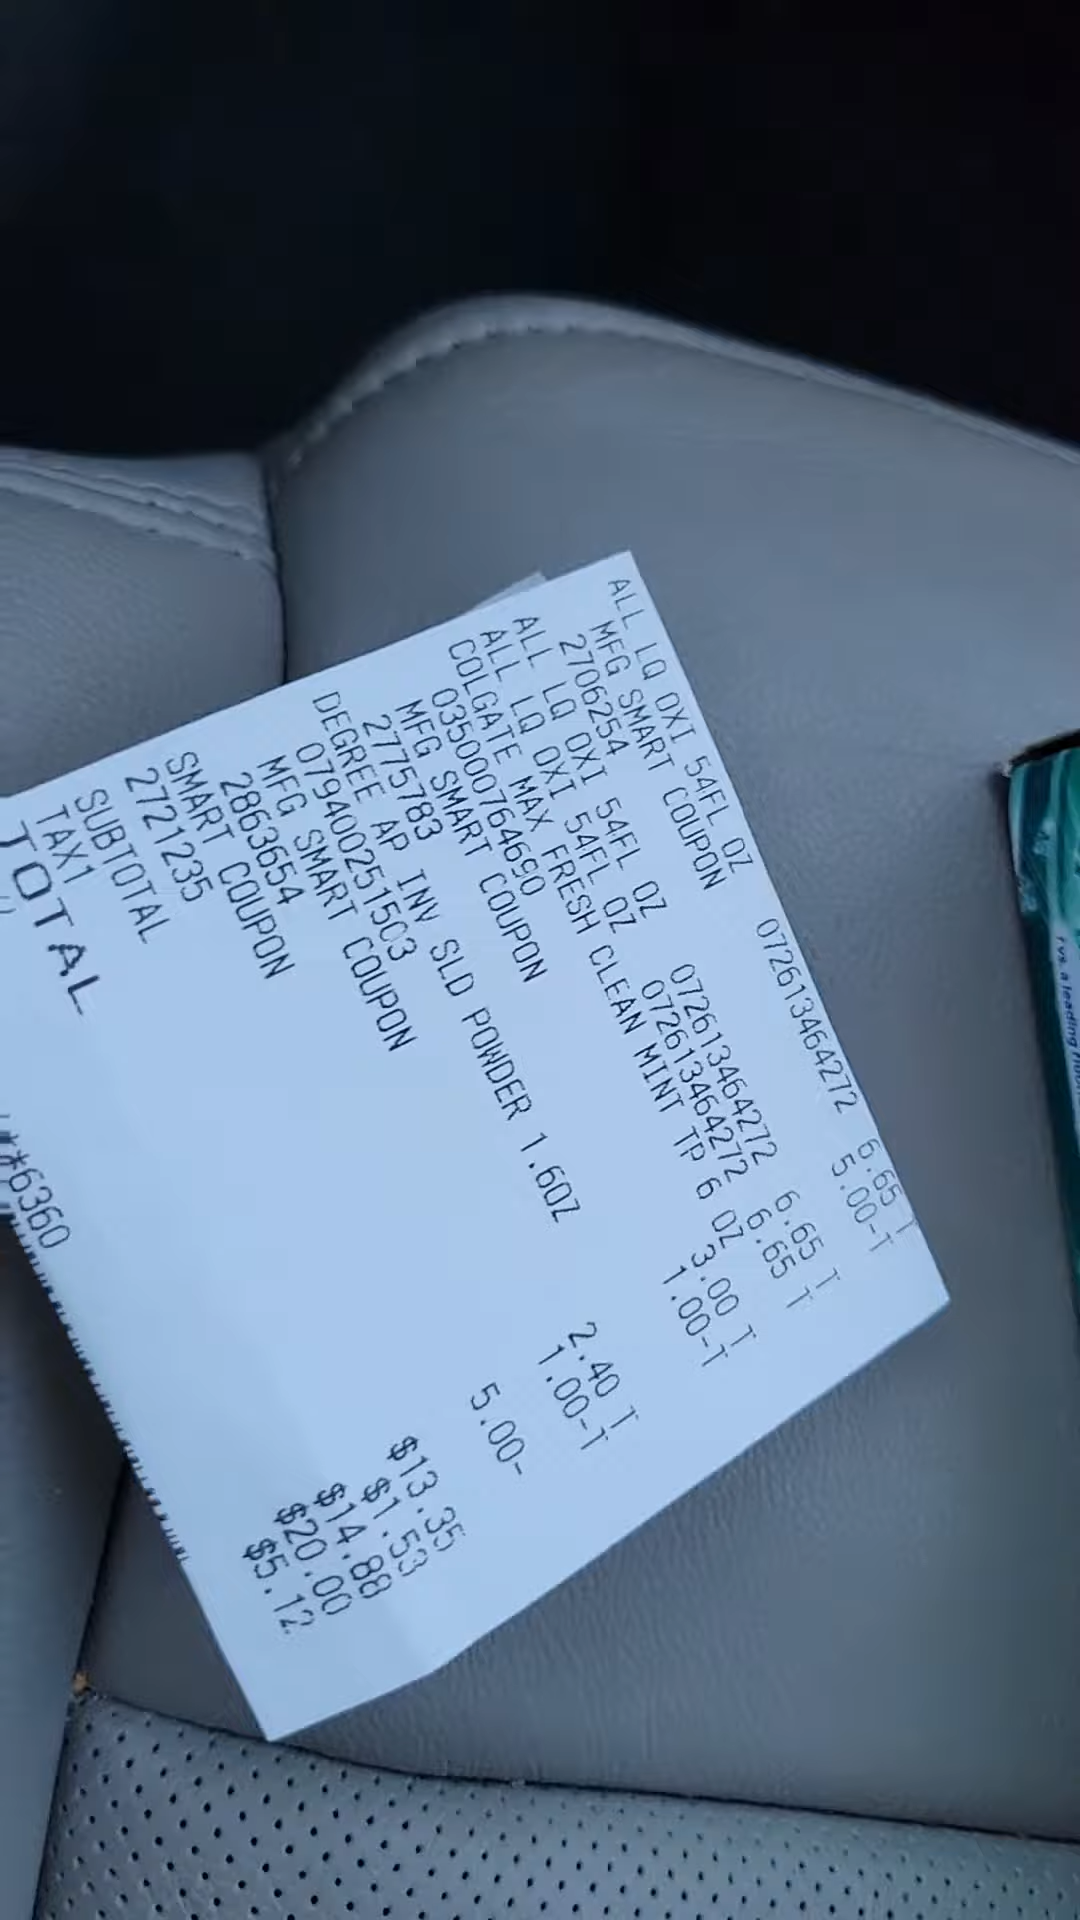 ALL LQ OXI 54FL OZ 072613464272 6.65 T
MFG SMART COUPON 5.00-T
2706254
ALL LQ OXI 54FL OZ 072613464272 6.65 T
ALL LQ OXI 54FL OZ 072613464272 6.65 T
COLGATE MAX FRESH CLEAN MINT TP 6 OZ
035000764690 3.00 T
MFG SMART COUPON 1.00-T
2775783
DEGREE AP INV SLD POWDER 1.6OZ
079400251503 2.40 T
MFG SMART COUPON 1.00-T
2863654
SMART COUPON 5.00-
2721235
SUBTOTAL $13.35
TAX1 $1.53
TOTAL $14.88
$20.00
$5.12
**6360
a leading